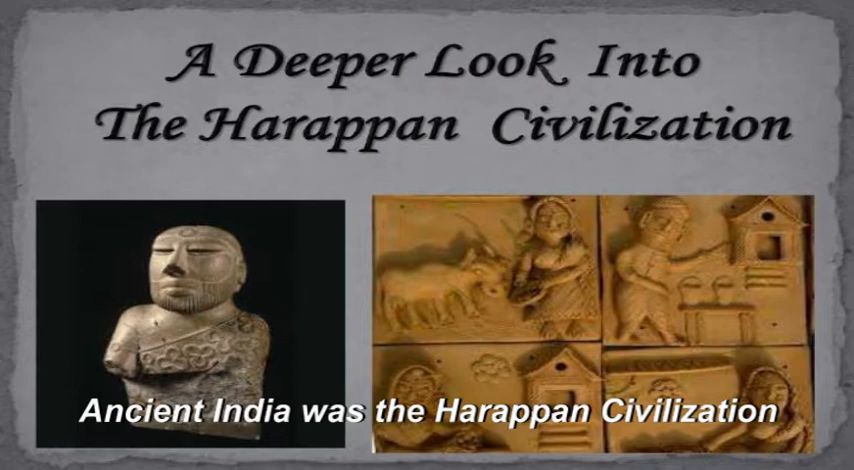 A Deeper Look Into
The Harappan Civilization
Ancient India was the Harappan Civilization